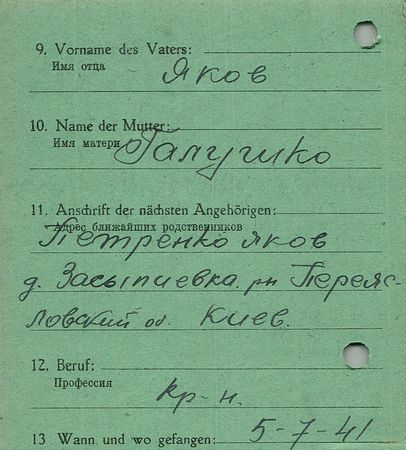 9. Vorname des Vaters:
Имя отца
Яков
10. Name der Mutter:
Имя матери
Галушко
11. Anschrift der nächsten Angehörigen:
Адрес ближайших родственников
Петренко Яков
д. рн Переяс-
ловский об. Киев.
12. Beruf:
Профессия
кр-н.
13 Wann und wo gefangen:
5-7-41